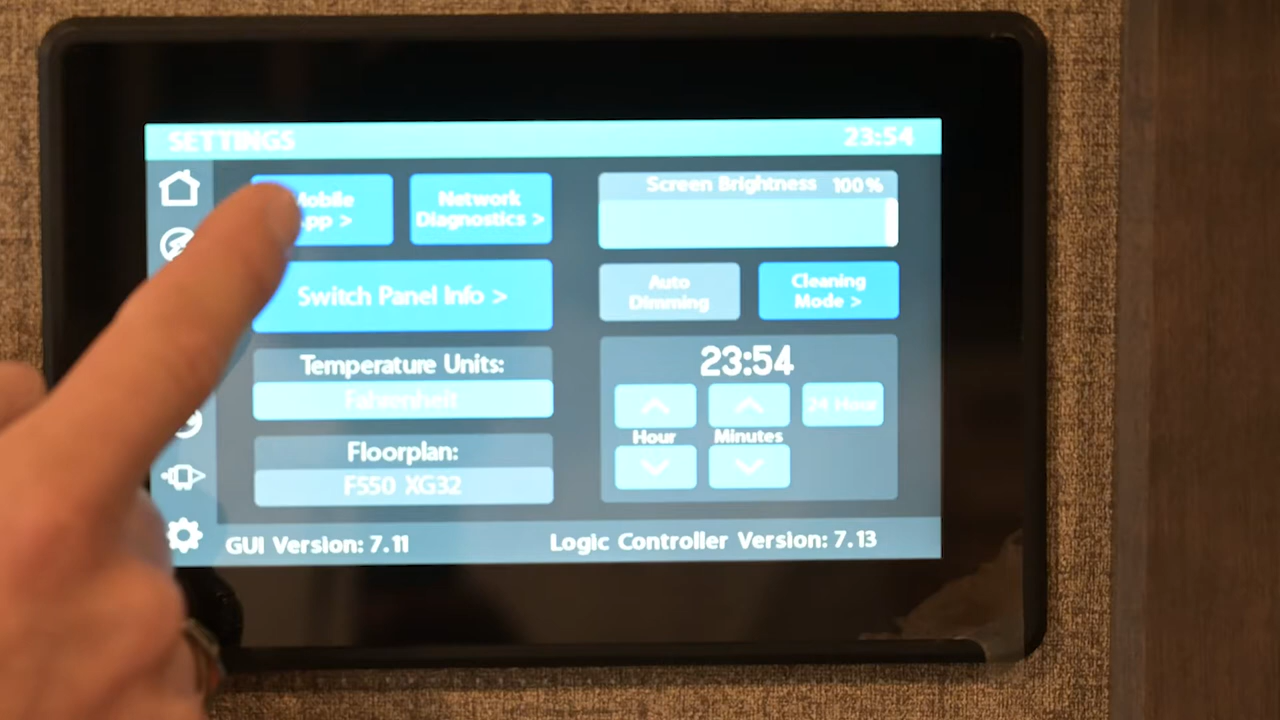 SETTINGS 23:54
Mobile
App >
Network
Diagnostics >
Screen Brightness 100%
Switch Panel Info >
Auto
Dimming
Cleaning
Mode >
Temperature Units:
Fahrenheit
23:54
24 Hour
Hour Minutes
Floorplan:
F550 XG32
GUI Version: 7.11
Logic Controller Version: 7.13